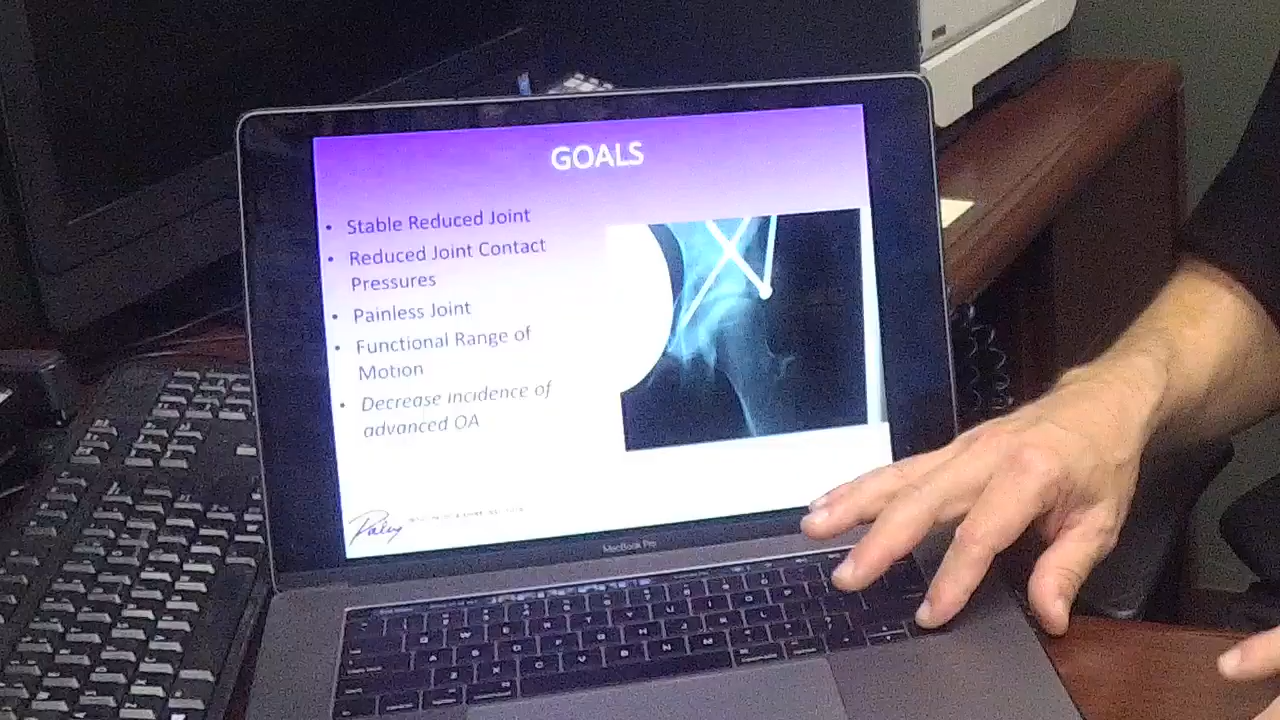 GOALS
• Stable Reduced Joint
• Reduced Joint Contact
Pressures
• Painless Joint
• Functional Range of
Motion
• Decrease incidence of
advanced OA
Paley
MacBook Pro